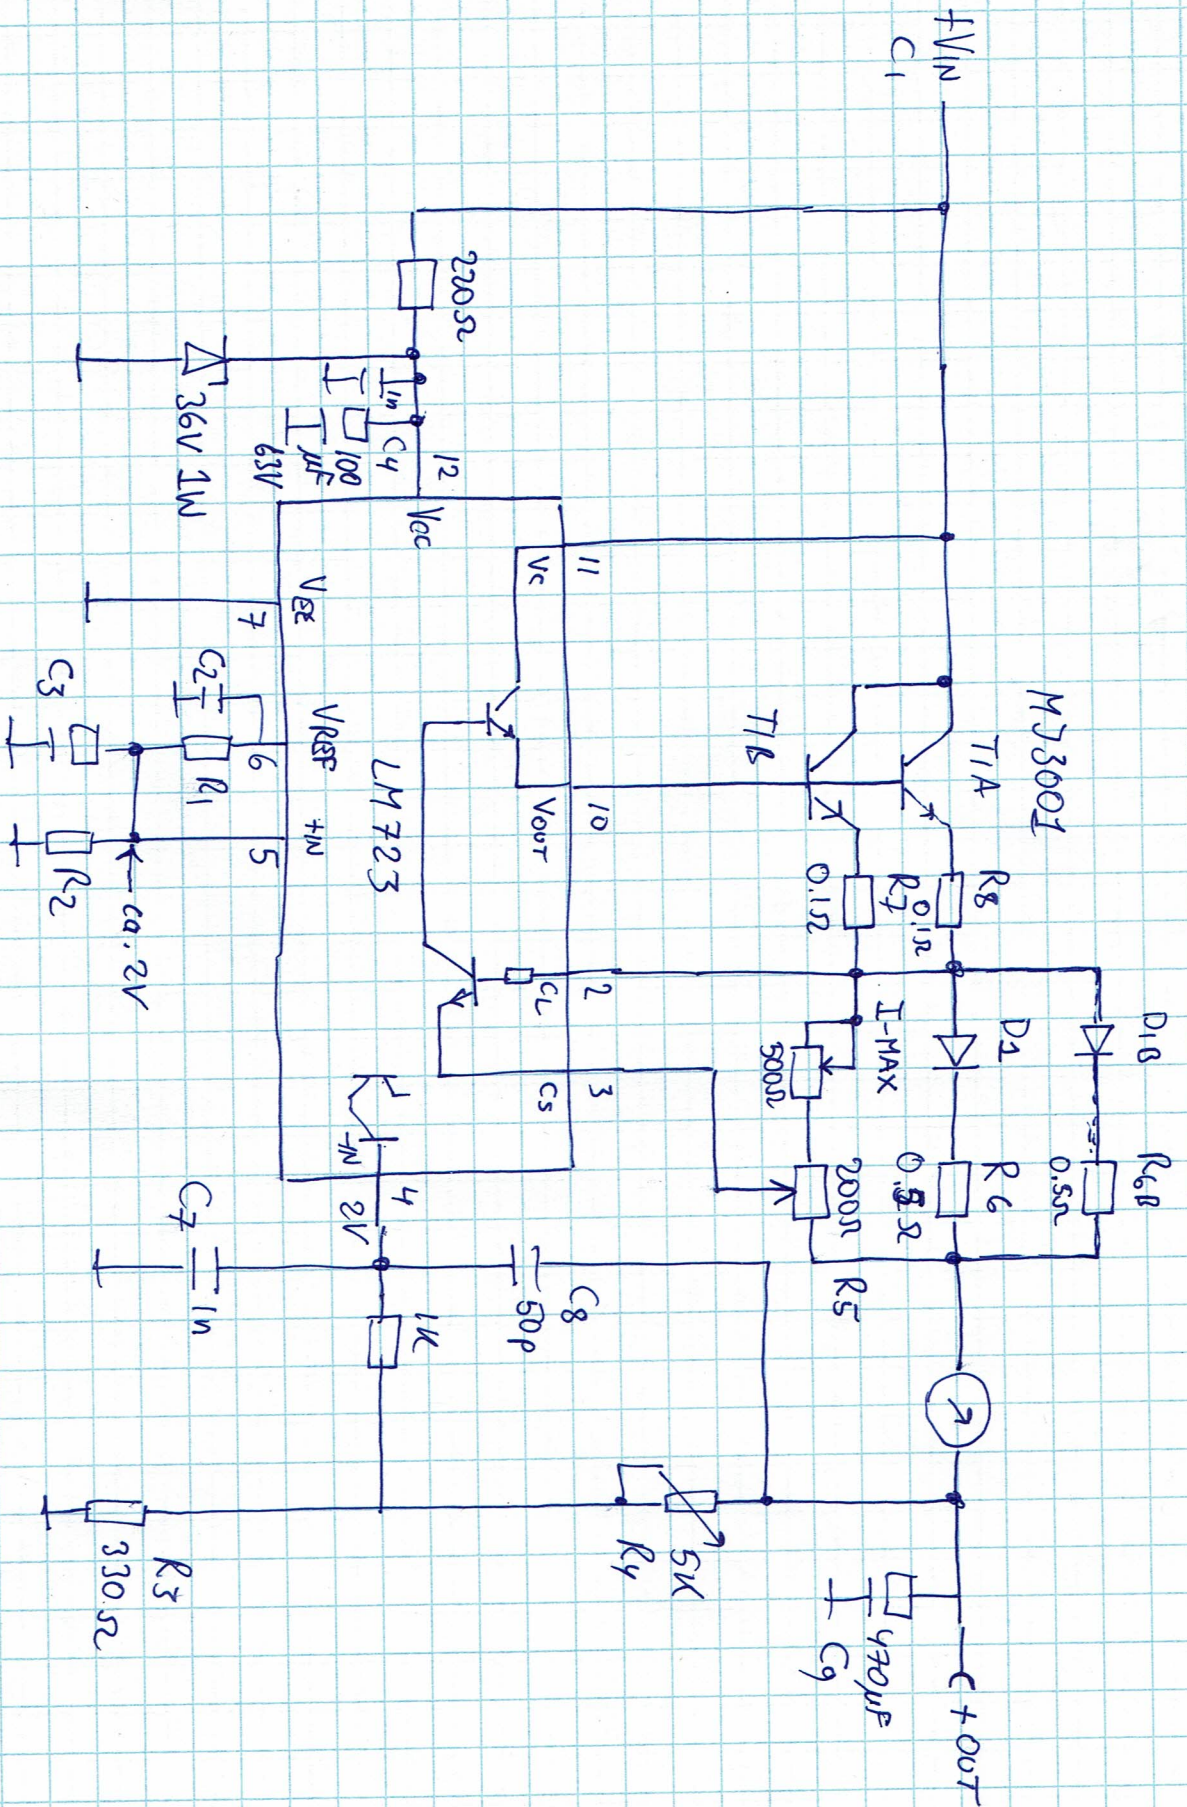 +VIN
C1
MJ3001
T1A
T1B
R8
0.1Ω
R7
0.1Ω
D1B
R6B
0.5Ω
D1
R6
I-MAX
500Ω
200Ω
R5
+OUT
470µF
C9
220Ω
1n
C4
100
µF
63V
36V 1W
12
VCC
11
VC
10
VOUT
2
CL
3
CS
LM723
VEE
7
VREF
6
+IN
5
-IN
4
2V
C2
R1
C3
R2
ca. 2V
C7
1n
C8
50p
1K
5K
R4
R3
330Ω